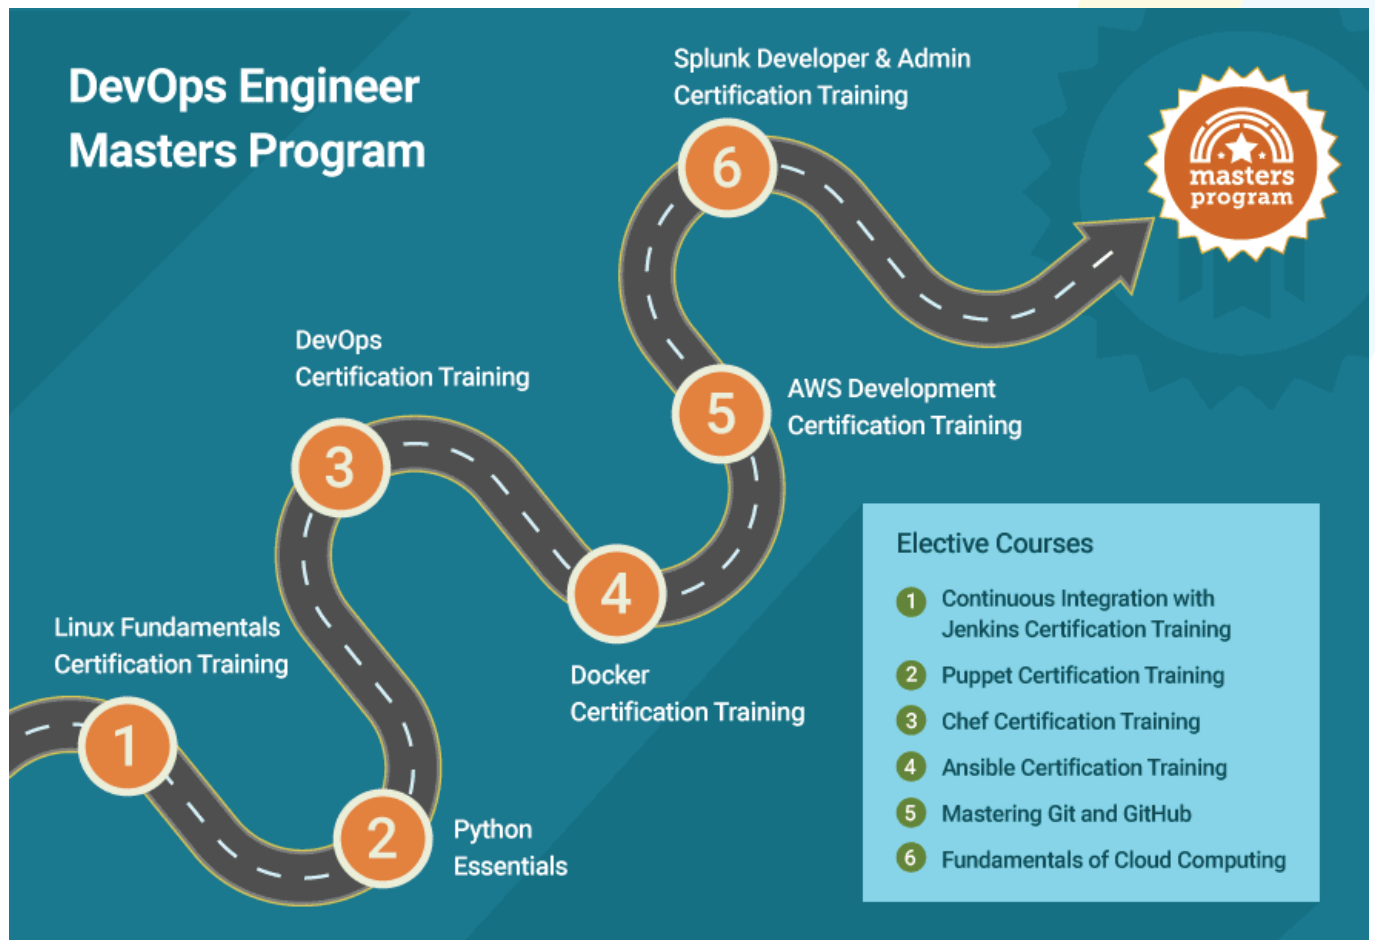 DevOps Engineer
Masters Program
Splunk Developer & Admin
Certification Training
6
masters
program
DevOps
Certification Training
3
5
AWS Development
Certification Training
4
Docker
Certification Training
Linux Fundamentals
Certification Training
1
2
Python
Essentials
Elective Courses
1 Continuous Integration with
Jenkins Certification Training
2 Puppet Certification Training
3 Chef Certification Training
4 Ansible Certification Training
5 Mastering Git and GitHub
6 Fundamentals of Cloud Computing